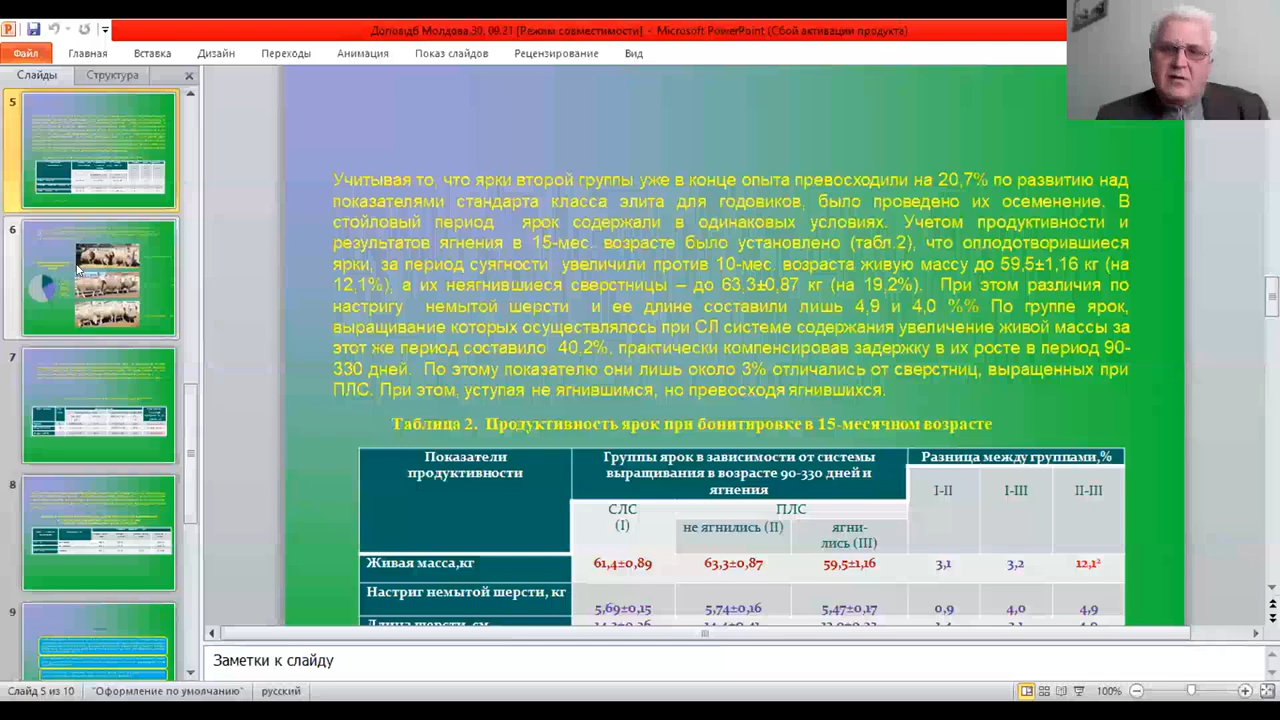 Доповідб Молдова.30. 09.21 [Режим совместимости] - Microsoft PowerPoint (Сбой активации продукта)
Файл Главная Вставка Дизайн Переходы Анимация Показ слайдов Рецензирование Вид
Слайды Структура
5
6
7
8
9
Учитывая то, что ярки второй группы уже в конце опыта превосходили на 20,7% по развитию над
показателями стандарта класса элита для годовиков, было проведено их осеменение. В
стойловый период ярок содержали в одинаковых условиях. Учетом продуктивности и
результатов ягнения в 15-мес. возрасте было установлено (табл.2), что оплодотворившиеся
ярки, за период суягности увеличили против 10-мес. возраста живую массу до 59,5±1,16 кг (на
12,1%), а их неягнившиеся сверстницы – до 63,3±0,87 кг (на 19,2%). При этом различия по
настригу немытой шерсти и ее длине составили лишь 4,9 и 4,0 %% По группе ярок,
выращивание которых осуществлялось при СЛ системе содержания увеличение живой массы за
этот же период составило 40,2%, практически компенсировав задержку в их росте в период 90-
330 дней. По этому показателю они лишь около 3% отличались от сверстниц, выращенных при
ПЛС. При этом, уступая не ягнившимся, но превосходя ягнившихся.
Таблица 2. Продуктивность ярок при бонитировке в 15-месячном возрасте
Показатели
продуктивности
Группы ярок в зависимости от системы
выращивания в возрасте 90-330 дней и
ягнения
Разница между группами,%
СЛС
(I)
ПЛС
не ягнились (II)
ягни-
лись (III)
I-II I-III II-III
Живая масса,кг 61,4±0,89 63,3±0,87 59,5±1,16 3,1 3,2 12,1²
Настриг немытой шерсти, кг 5,69±0,15 5,74±0,16 5,47±0,17 0,9 4,0 4,9
Длина шерсти, см
Заметки к слайду
Слайд 5 из 10 "Оформление по умолчанию" русский 100%